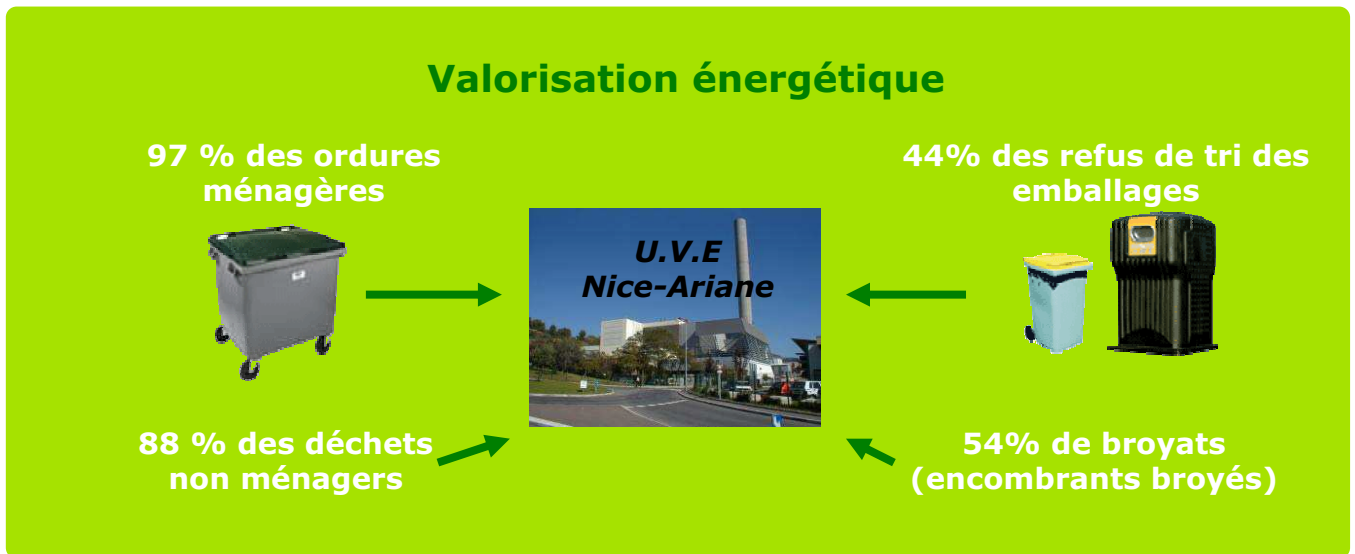 Valorisation énergétique
97 % des ordures
ménagères
44% des refus de tri des
emballages
U.V.E
Nice-Ariane
88 % des déchets
non ménagers
54% de broyats
(encombrants broyés)